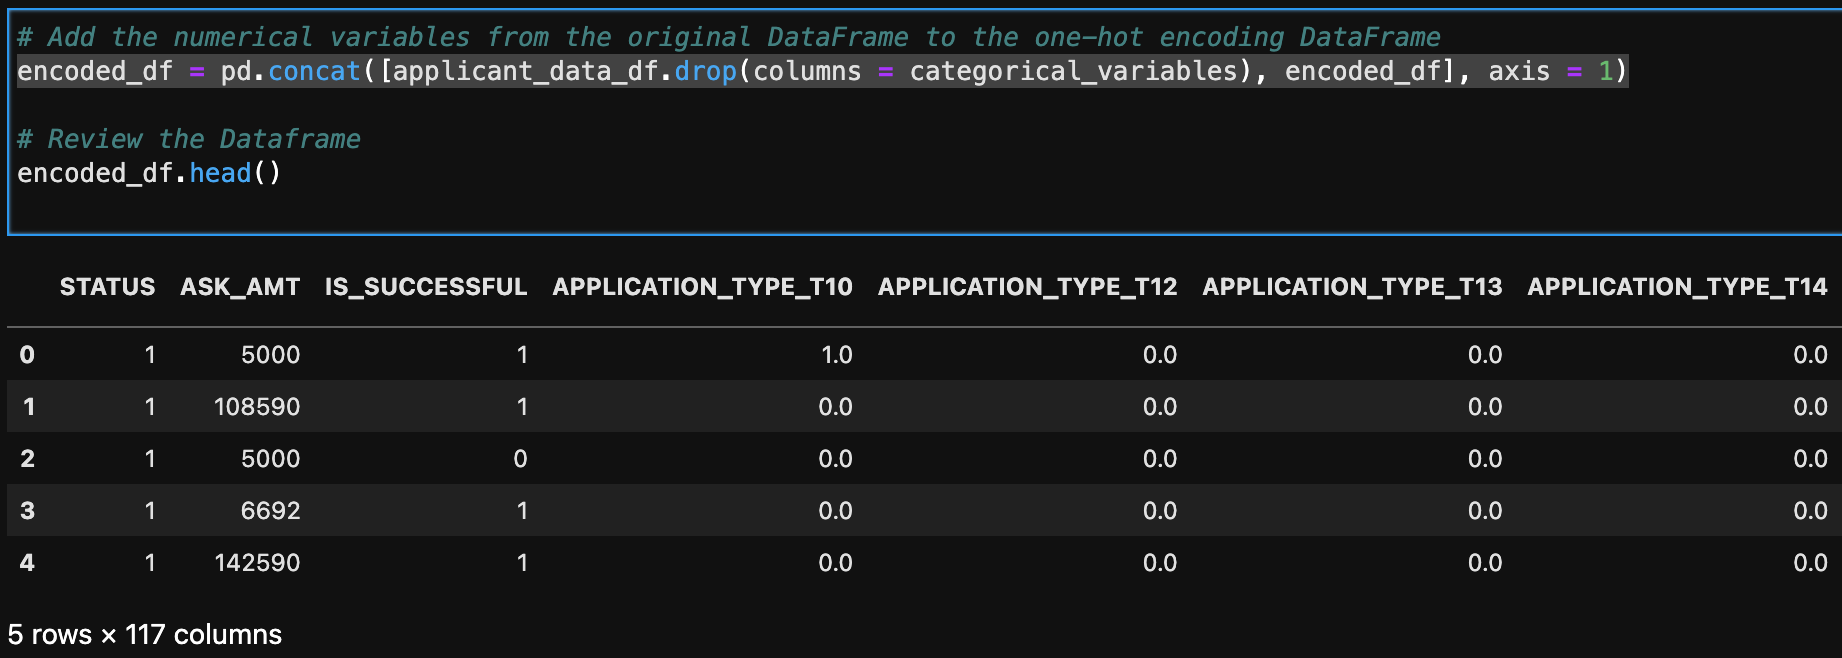 # Add the numerical variables from the original DataFrame to the one-hot encoding DataFrame
encoded_df = pd.concat([applicant_data_df.drop(columns = categorical_variables), encoded_df], axis = 1)
# Review the Dataframe
encoded_df.head()
STATUS ASK_AMT IS_SUCCESSFUL APPLICATION_TYPE_T10 APPLICATION_TYPE_T12 APPLICATION_TYPE_T13 APPLICATION_TYPE_T14
0 1 5000 1 1.0 0.0 0.0 0.0
1 1 108590 1 0.0 0.0 0.0 0.0
2 1 5000 0 0.0 0.0 0.0 0.0
3 1 6692 1 0.0 0.0 0.0 0.0
4 1 142590 1 0.0 0.0 0.0 0.0
5 rows × 117 columns